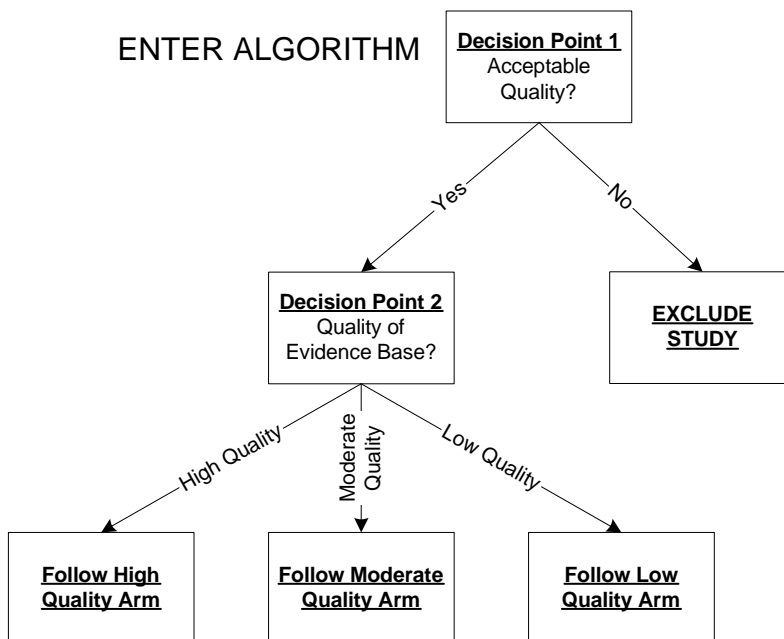 ENTER ALGORITHM
Decision Point 1
Acceptable
Quality?
Yes
No
Decision Point 2
Quality of
Evidence Base?
EXCLUDE
STUDY
High Quality
Moderate
Quality
Low Quality
Follow High
Quality Arm
Follow Moderate
Quality Arm
Follow Low
Quality Arm